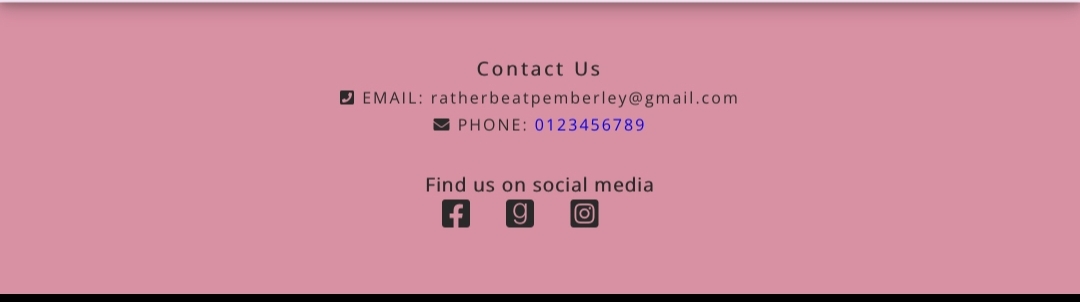 Contact Us
EMAIL: ratherbeatpemberley@gmail.com
PHONE: 0123456789
Find us on social media